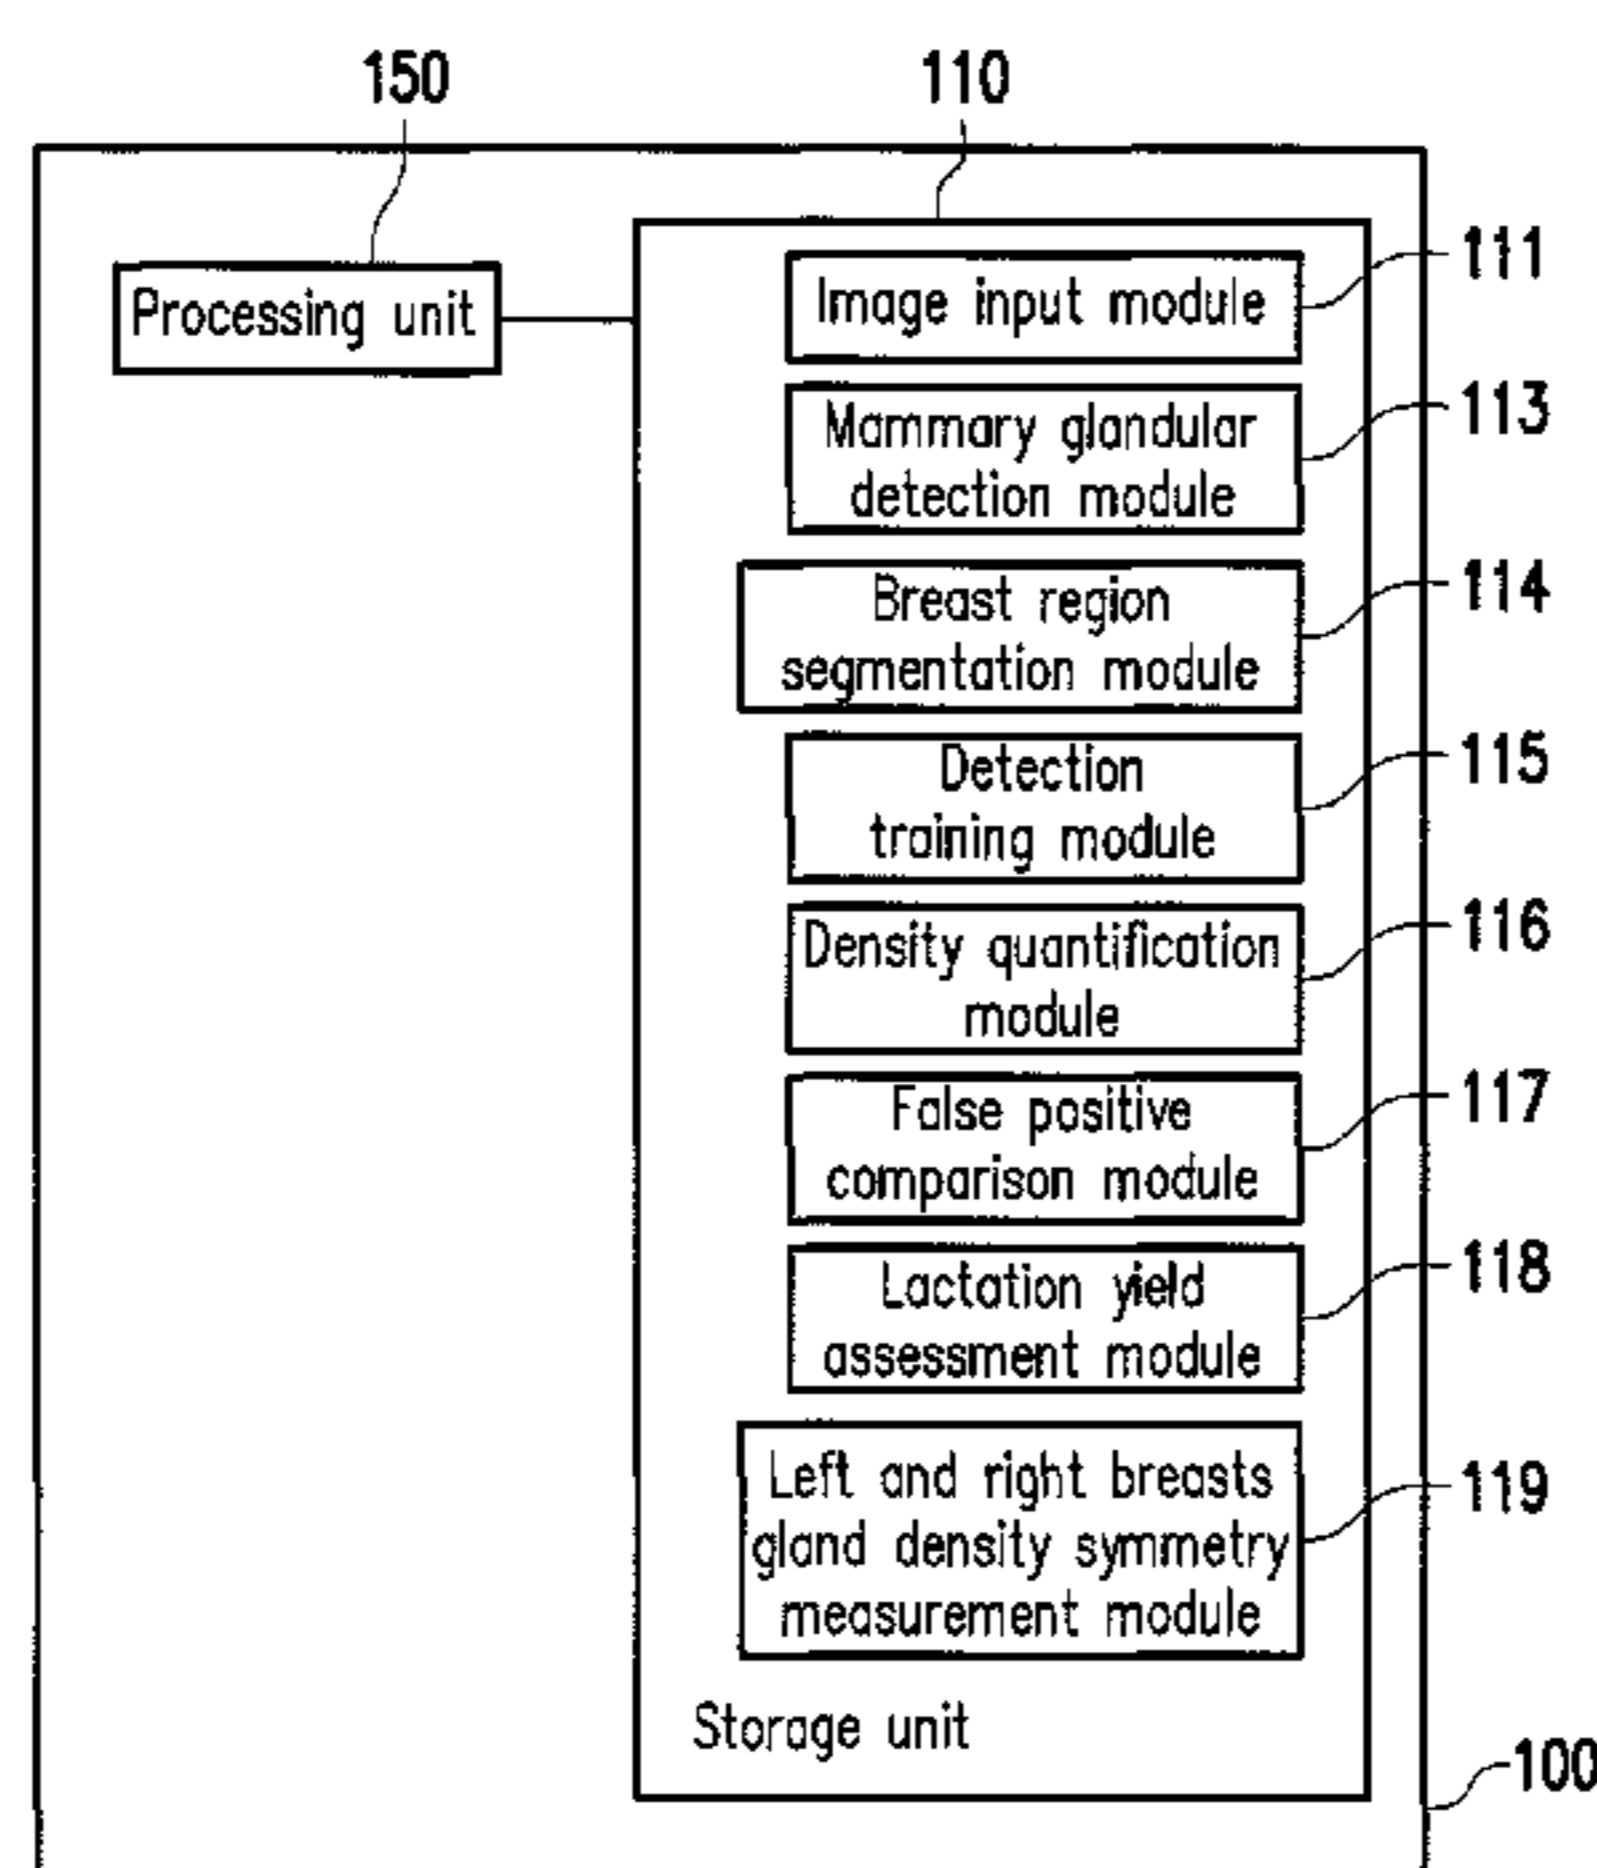 150
110
Processing unit
Image input module
111
Mammary glandular
detection module
113
Breast region
segmentation module
114
Detection
training module
115
Density quantification
module
116
False positive
comparison module
117
Lactation yield
assessment module
118
Left and right breasts
gland density symmetry
measurement module
119
Storage unit
100